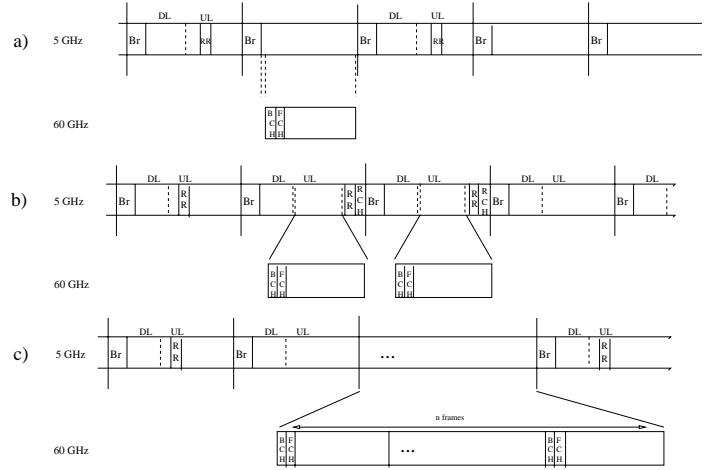 DL UL DL UL
a) 5 GHz Br RR Br Br RR Br Br
60 GHz
B F
C C
H H
DL UL DL UL DL UL DL UL DL
b) 5 GHz Br R R Br R R R C H Br R R R C H Br Br
60 GHz
B F B F
C C C C
H H H H
DL UL DL UL DL UL
c) 5 GHz Br R R Br ... Br R R
n frames
60 GHz
B F ... B F
C C C C
H H H H